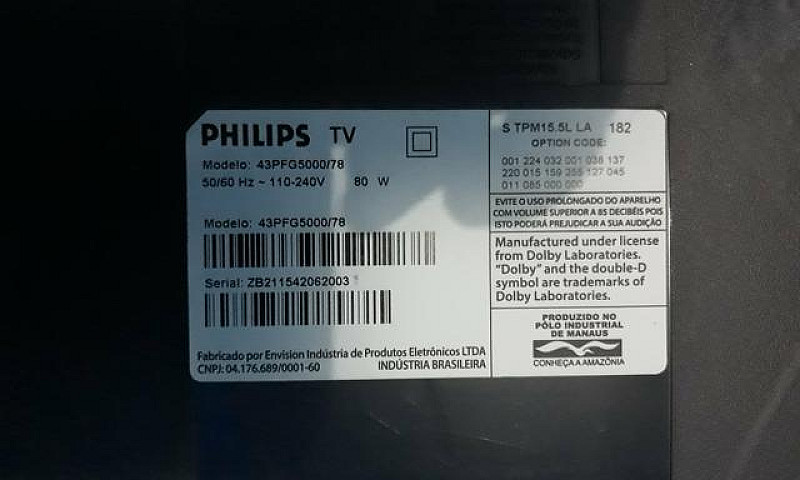 PHILIPS TV
Modelo: 43PFG5000/78
50/60 Hz ~ 110-240V 80 W
Modelo: 43PFG5000/78
Serial: ZB211542062003
Fabricado por Envision Indústria de Produtos Eletrônicos LTDA
CNPJ: 04.176.689/0001-60 INDÚSTRIA BRASILEIRA
S TPM15.5L LA 182
OPTION CODE:
001 224 032 001 038 137
220 015 159 255 127 045
011 085 000 000
EVITE O USO PROLONGADO DO APARELHO
COM VOLUME SUPERIOR A 85 DECIBÉIS POIS
ISTO PODERÁ PREJUDICAR A SUA AUDIÇÃO
Manufactured under license
from Dolby Laboratories.
"Dolby" and the double-D
symbol are trademarks of
Dolby Laboratories.
PRODUZIDO NO
PÓLO INDUSTRIAL
DE MANAUS
CONHEÇA A AMAZÔNIA